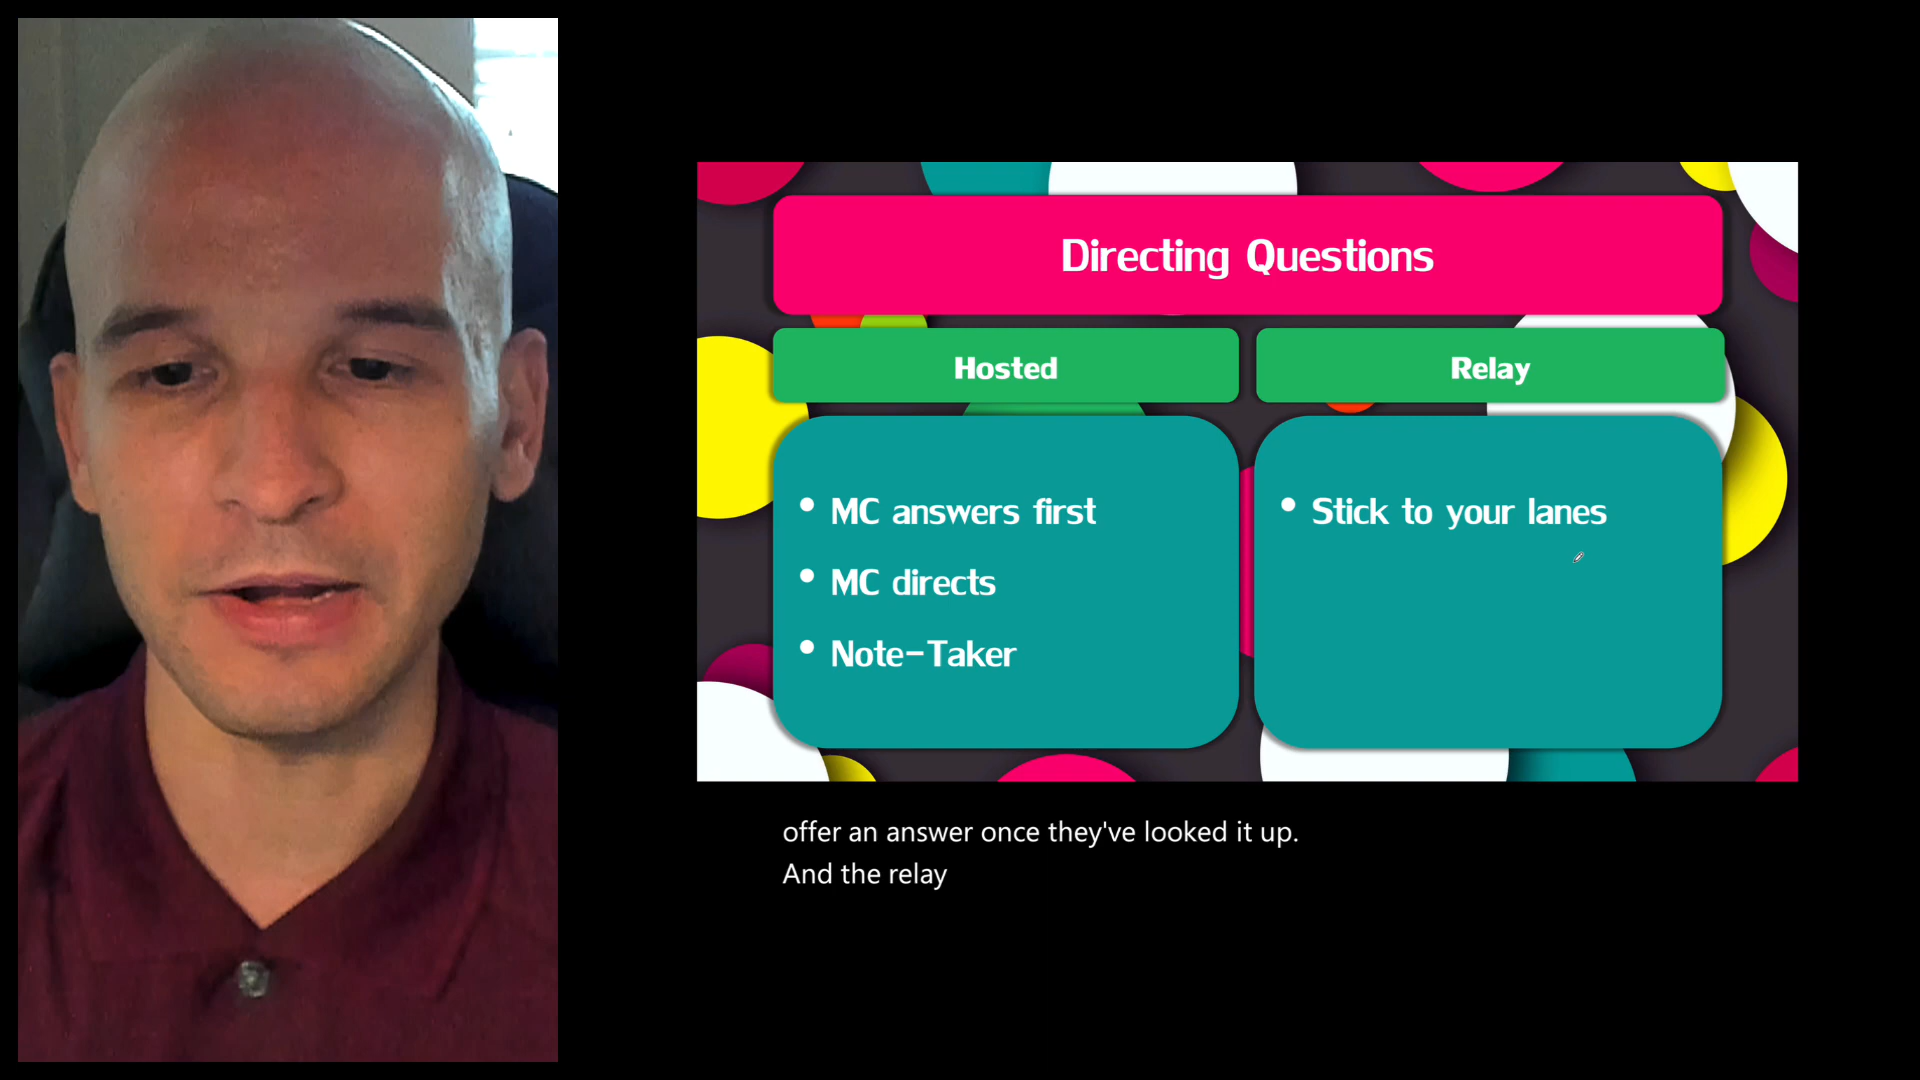 Directing Questions
Hosted
Relay
• MC answers first
• MC directs
• Note-Taker
• Stick to your lanes
offer an answer once they've looked it up.
And the relay